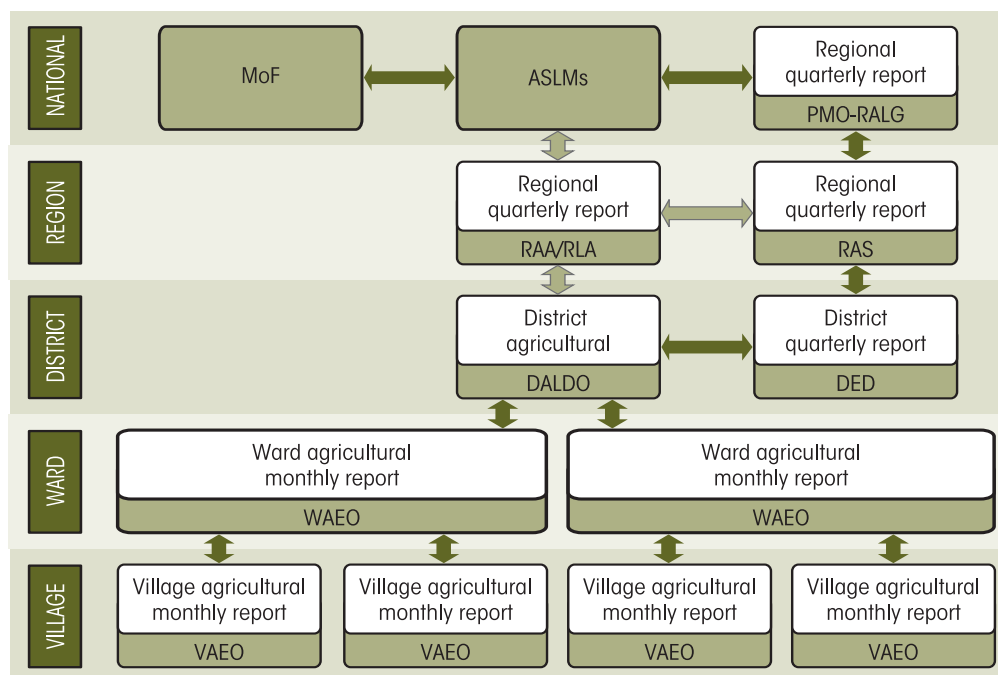 NATIONAL
MoF
ASLMs
Regional
quarterly report
PMO-RALG
REGION
Regional
quarterly report
RAA/RLA
Regional
quarterly report
RAS
DISTRICT
District
agricultural
DALDO
District
quarterly report
DED
WARD
Ward agricultural
monthly report
WAEO
Ward agricultural
monthly report
WAEO
VILLAGE
Village agricultural
monthly report
VAEO
Village agricultural
monthly report
VAEO
Village agricultural
monthly report
VAEO
Village agricultural
monthly report
VAEO